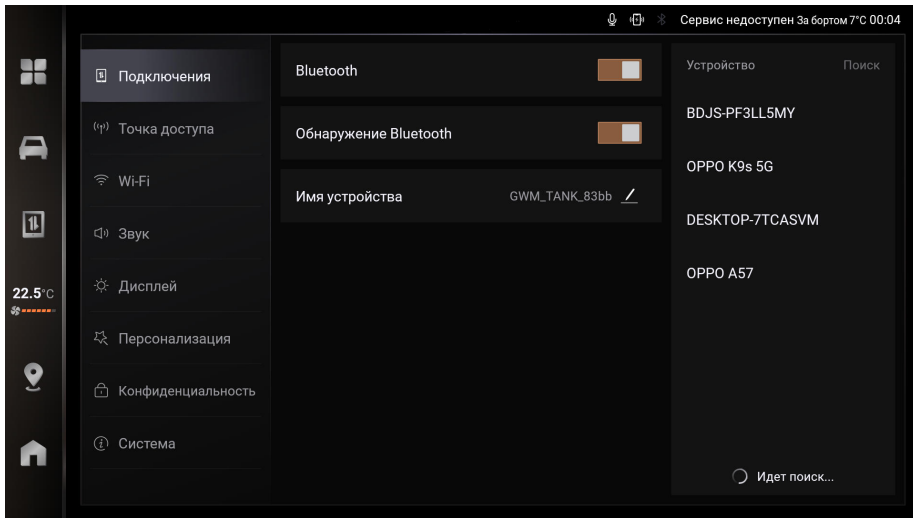 Сервис недоступен За бортом 7°C 00:04
Подключения
Точка доступа
Wi-Fi
Звук
22.5°C
Дисплей
Персонализация
Конфиденциальность
Система
Bluetooth
Обнаружение Bluetooth
Имя устройства GWM_TANK_83bb
Устройство Поиск
BDJS-PF3LL5MY
OPPO K9s 5G
DESKTOP-7TCASVM
OPPO A57
Идет поиск...